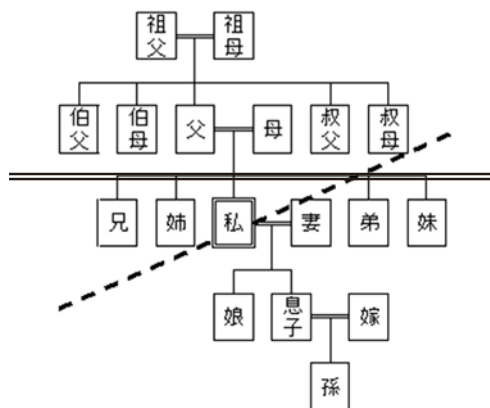 祖父 祖母
伯父 伯母 父 母 叔父 叔母
兄 姉 私 妻 弟 妹
娘 息子 嫁
孫